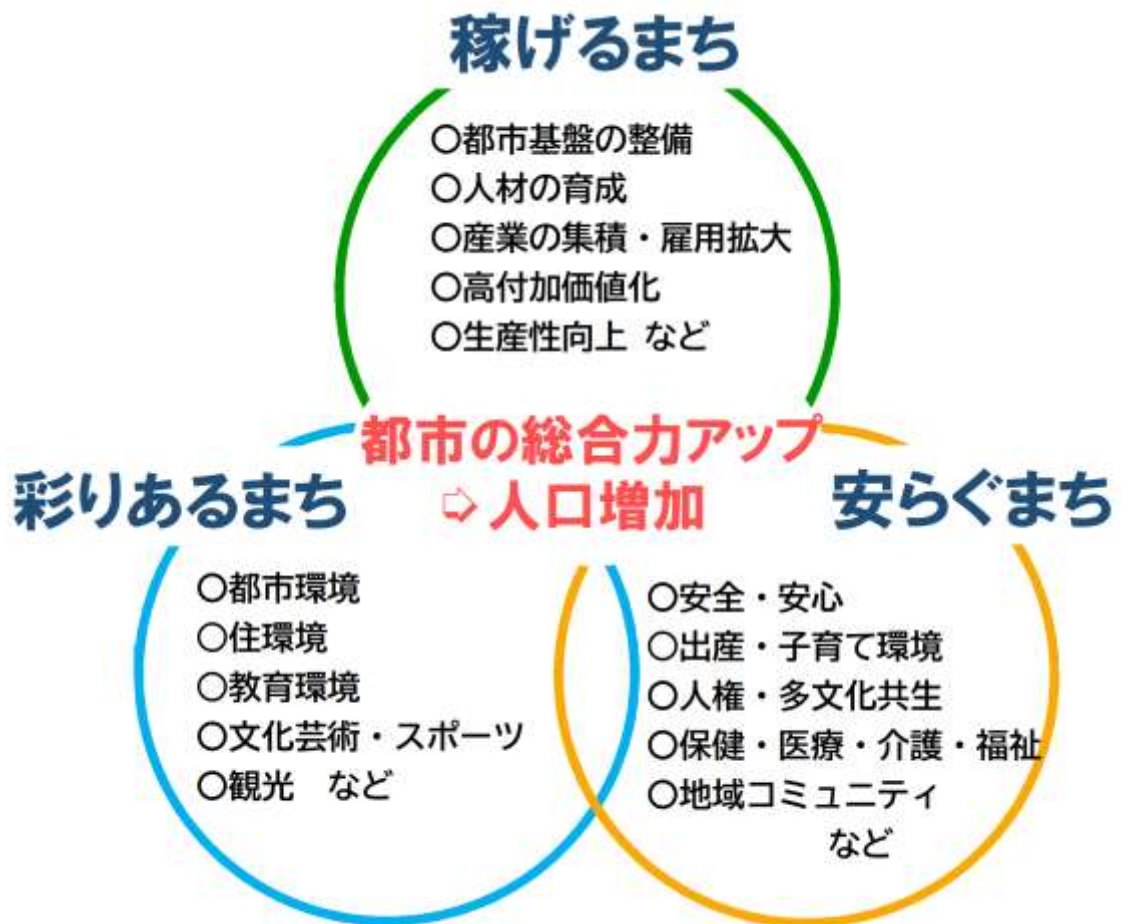 稼げるまち
○都市基盤の整備
○人材の育成
○産業の集積・雇用拡大
○高付加価値化
○生産性向上 など
都市の総合力アップ
➩人口増加
彩りあるまち
○都市環境
○住環境
○教育環境
○文化芸術・スポーツ
○観光　など
安らぐまち
○安全・安心
○出産・子育て環境
○人権・多文化共生
○保健・医療・介護・福祉
○地域コミュニティ
など